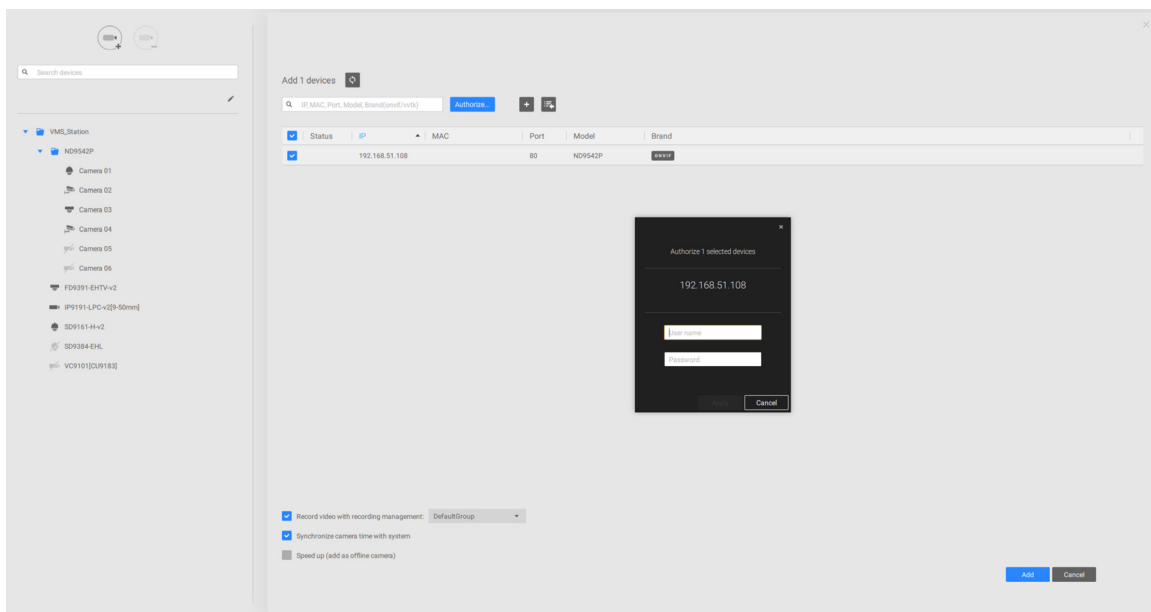 Search devices
VMS_Station
ND9542P
Camera 01
Camera 02
Camera 03
Camera 04
Camera 05
Camera 06
FD9391-EHTV-v2
IP9191-LPC-v2[9-50mm]
SD9161-H-v2
SD9384-EHL
VC9101[CU9183]
Add 1 devices
IP, MAC, Port, Model, Brand(onvif/vvtk) Authorize...
Status IP MAC Port Model Brand
192.168.51.108 80 ND9542P ONVIF
Authorize 1 selected devices
192.168.51.108
User name
Password
Apply Cancel
Record video with recording management: DefaultGroup
Synchronize camera time with system
Speed up (add as offline camera)
Add Cancel